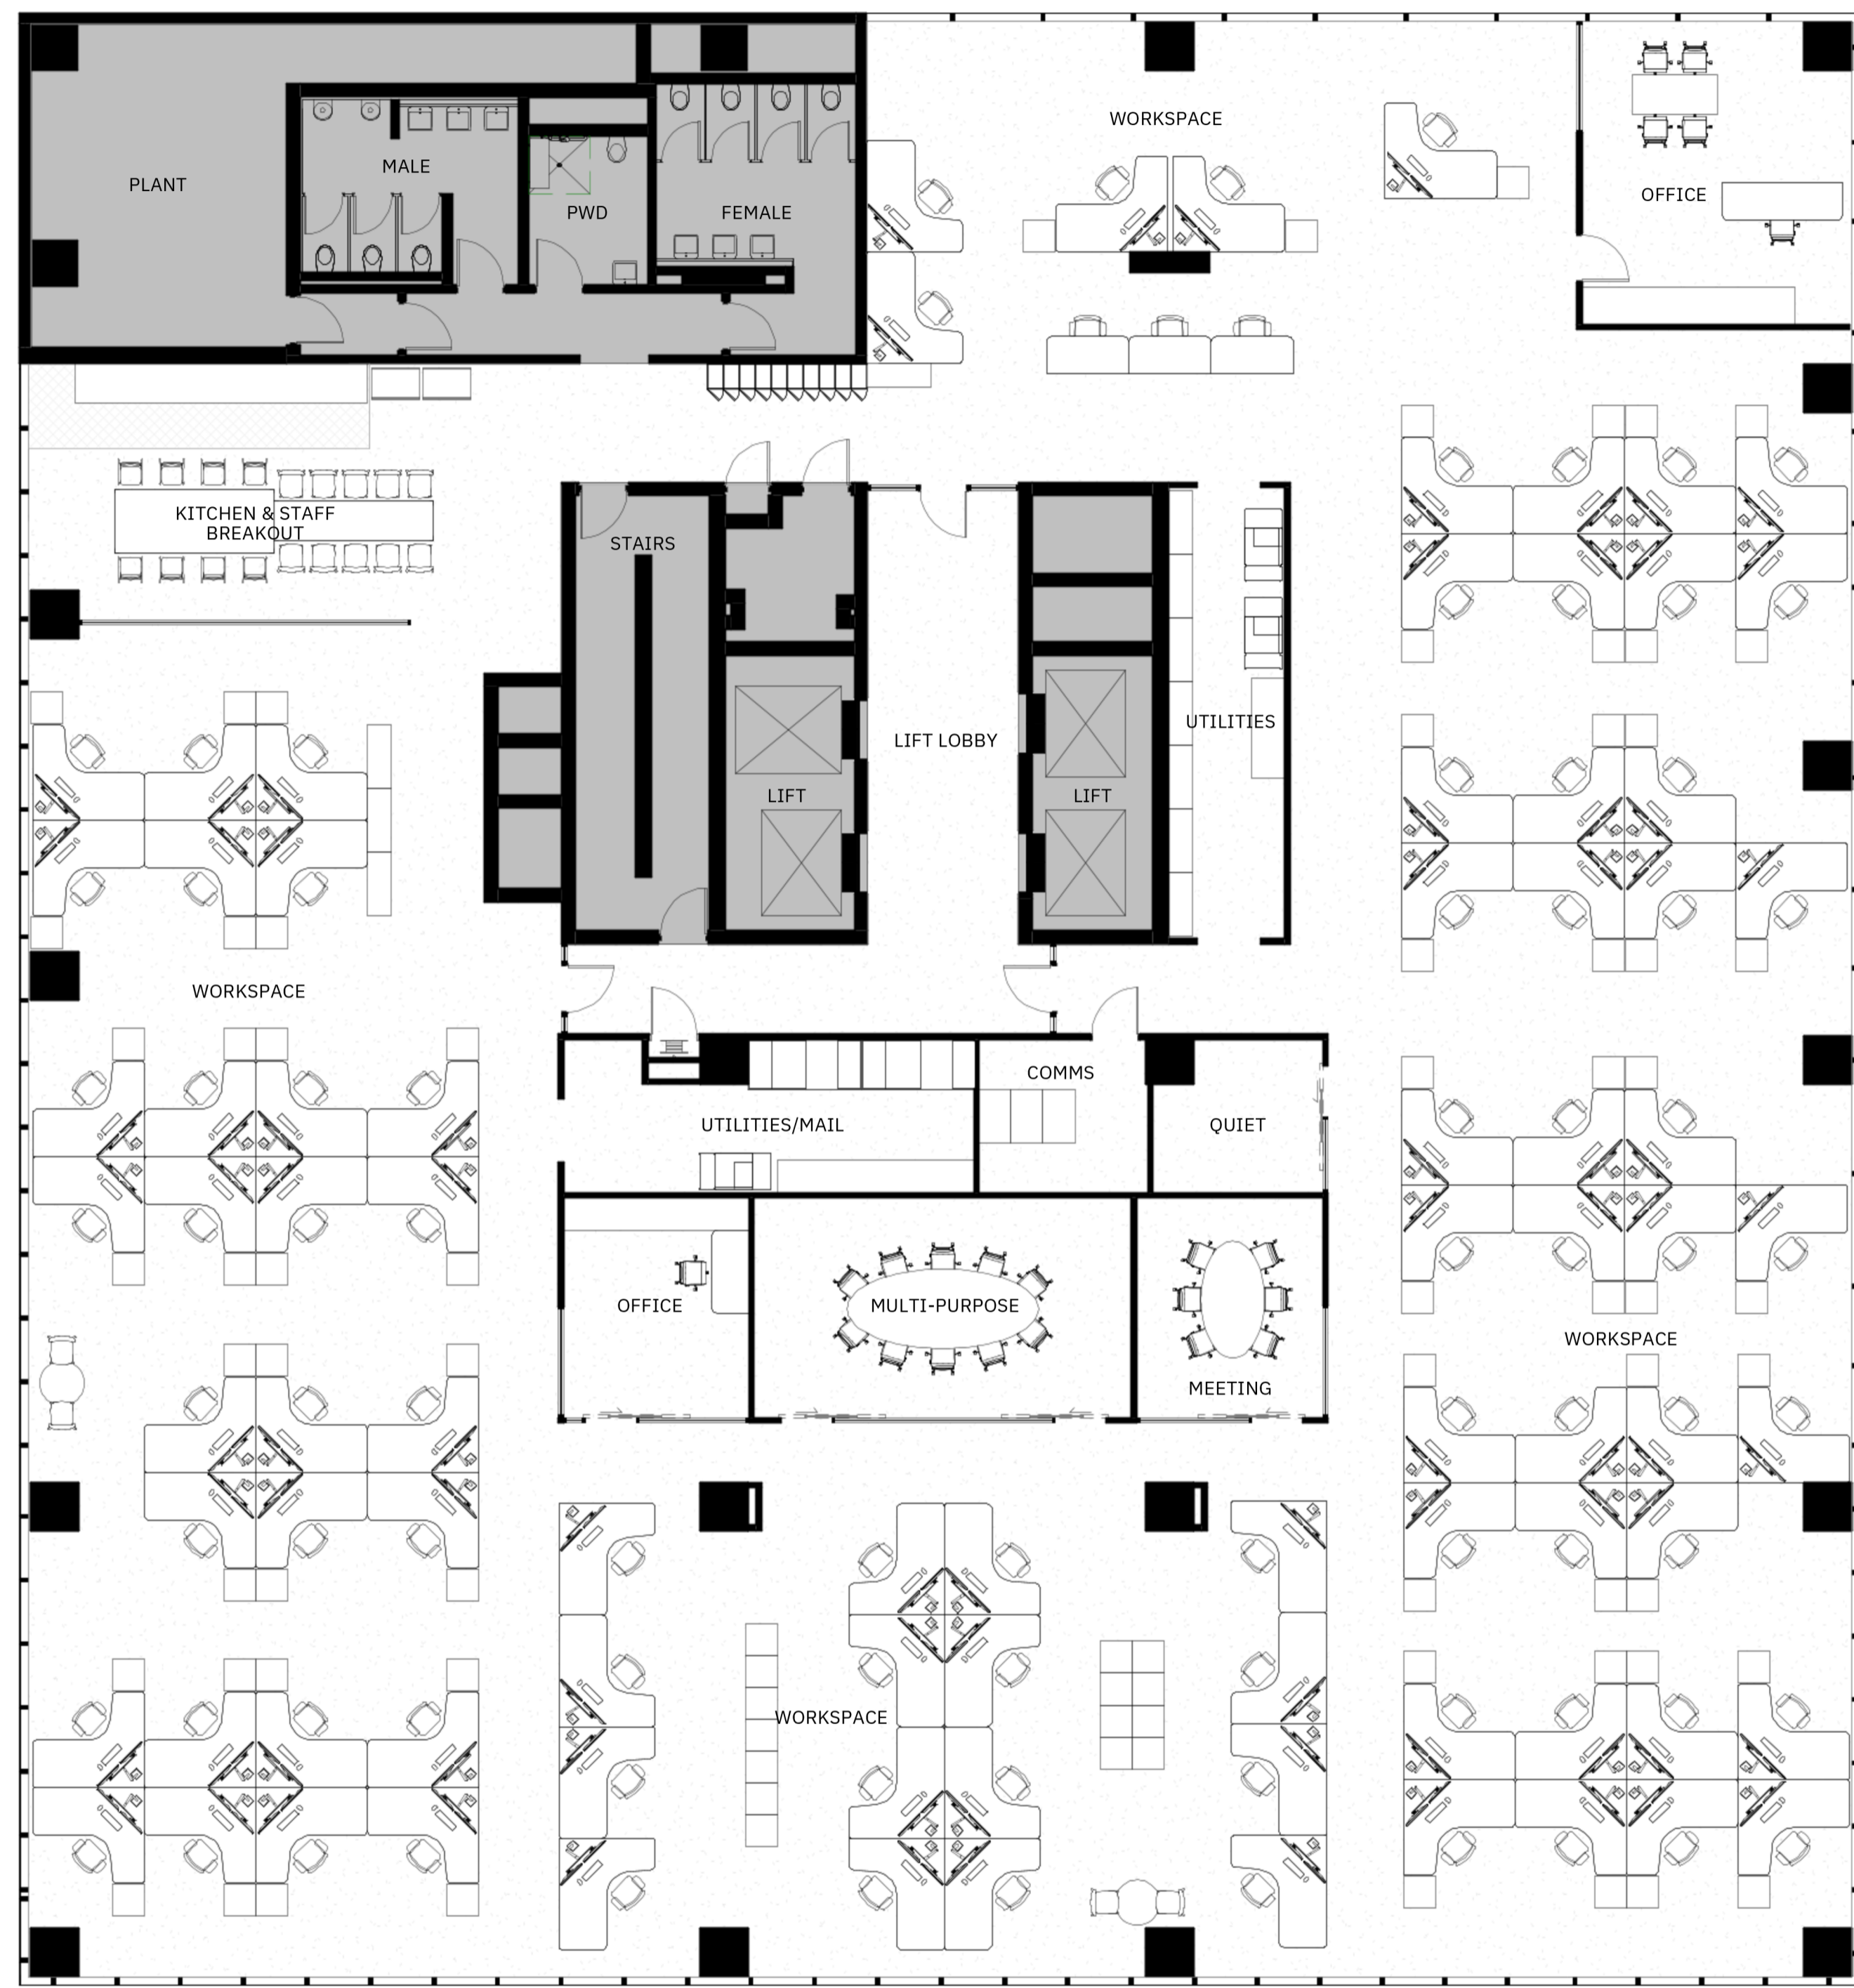 WORKSPACE
MALE
PLANT
OFFICE
PWD
FEMALE
KITCHEN & STAFF
BREAKOUT
STAIRS
UTILITIES
LIFT LOBBY
LIFT
LIFT
WORKSPACE
COMMS
UTILITIES/MAIL
QUIET
OFFICE
MULTI-PURPOSE
WORKSPACE
MEETING
WORKSPACE